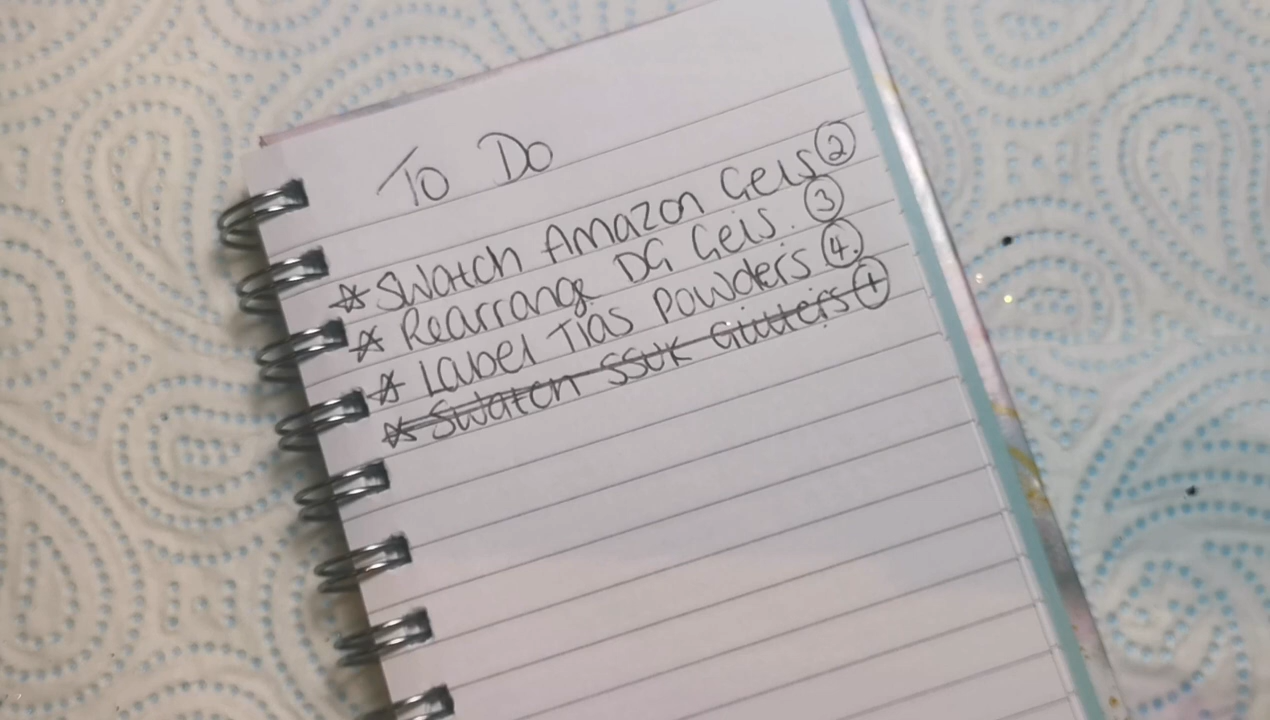 To Do
☆ Swatch Amazon Gels ②
☆ Rearrange DG Gels. ③
☆ Label Tias Powders ④
☆ Swatch SSUK Glitters ①